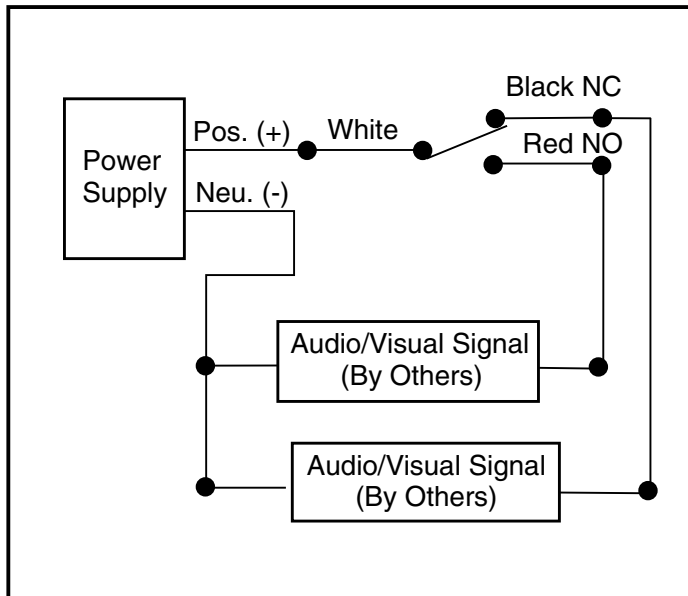 Black NC
Pos. (+)
White
Red NO
Power
Supply
Neu. (-)
Audio/Visual Signal
(By Others)
Audio/Visual Signal
(By Others)